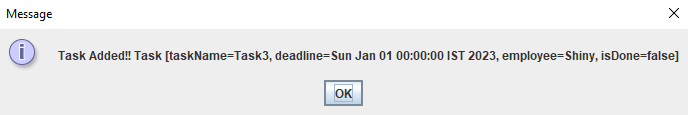 Message
Task Added!! Task [taskName=Task3, deadline=Sun Jan 01 00:00:00 IST 2023, employee=Shiny, isDone=false]
OK